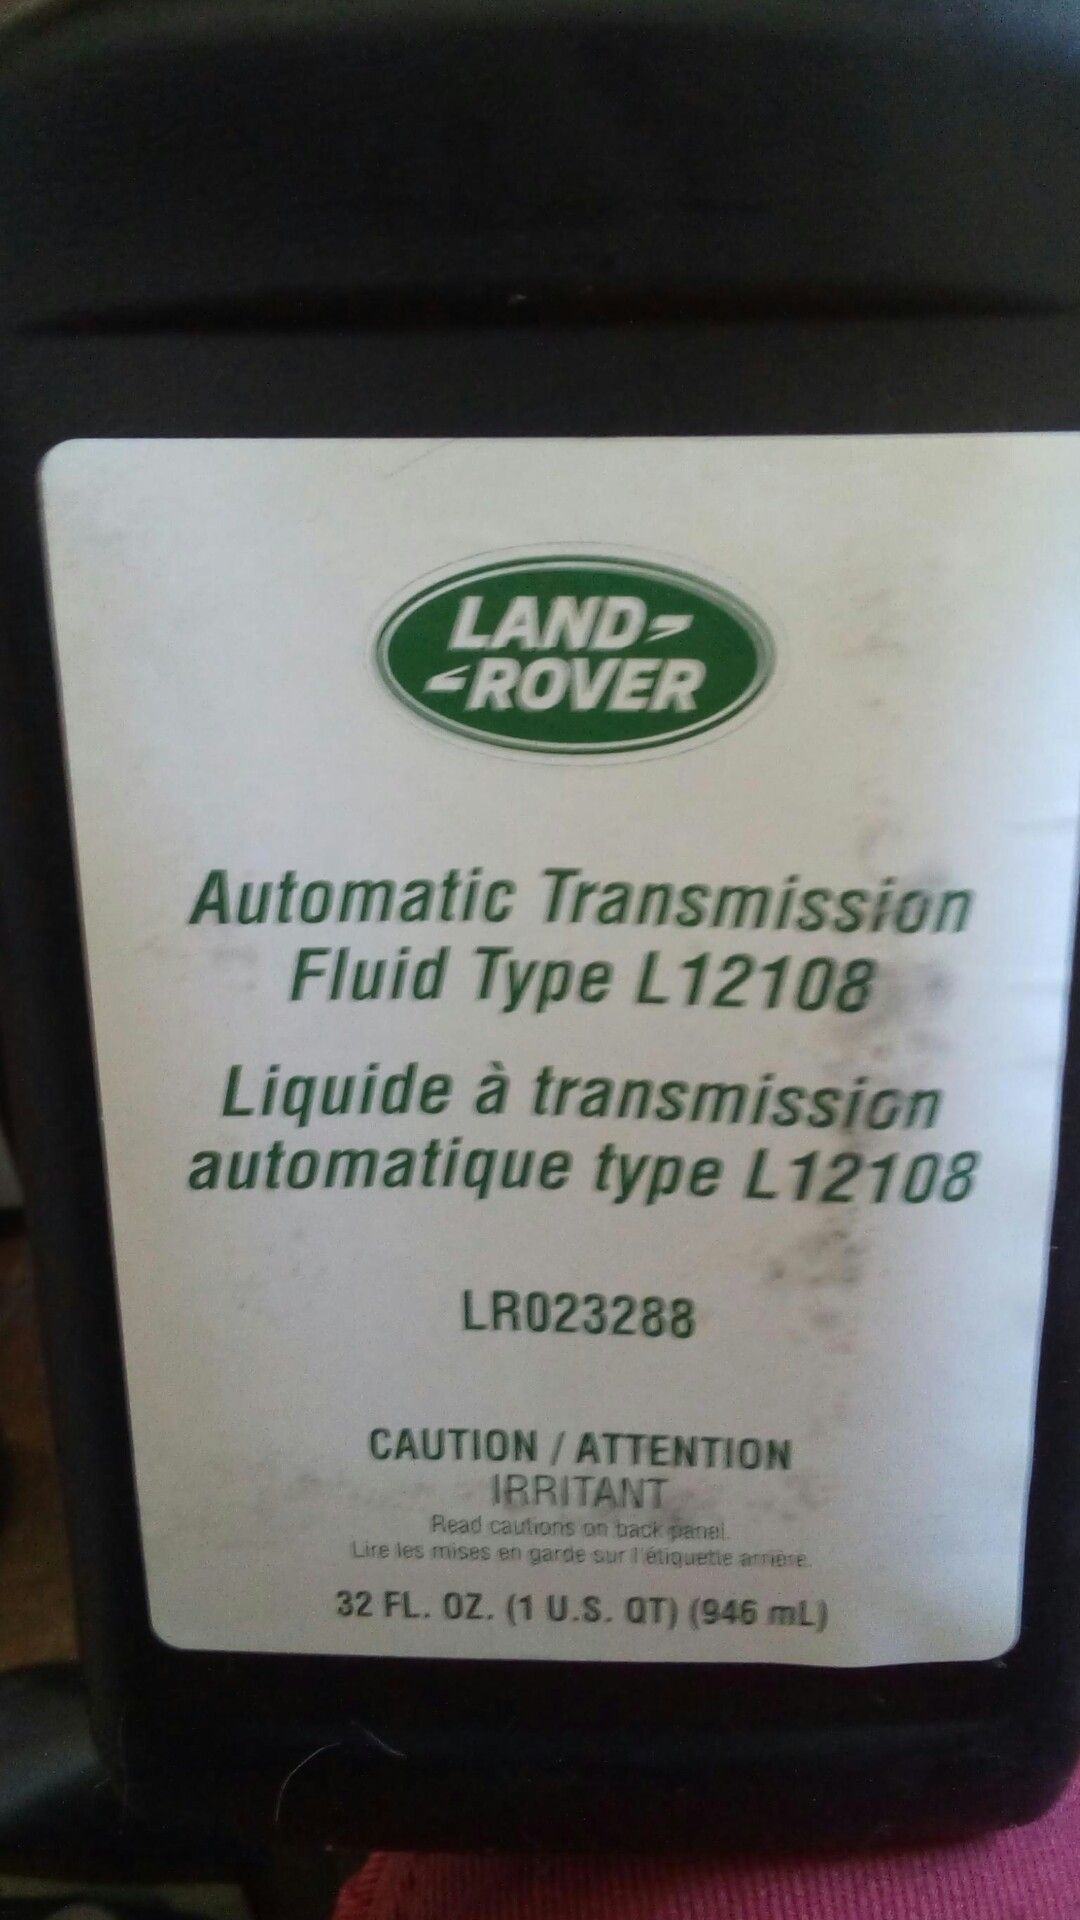 LAND-
-ROVER
Automatic Transmission
Fluid Type L12108
Liquide à transmission
automatique type L12108
LR023288
CAUTION / ATTENTION
IRRITANT
Read cautions on back panel.
Lire les mises en garde sur l'étiquette arrière.
32 FL. OZ. (1 U.S. QT) (946 mL)